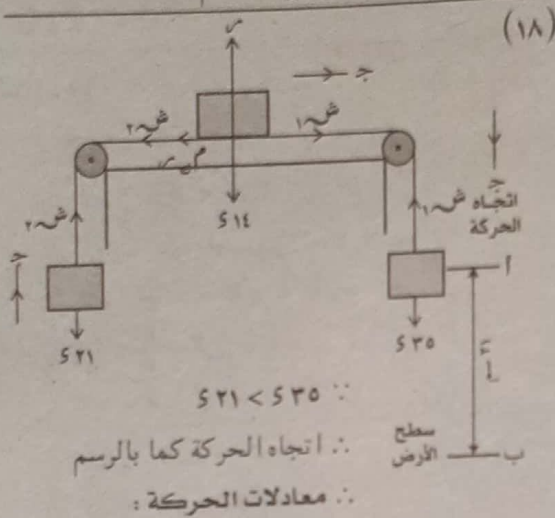 (١٨)
س
جـ
ش١
ش٢
م س
١٤ ء
ش١
ش٢
جـ
اتجاه
الحركة
جـ
أ
٣٥ ء
٢١ ء
ل
∵ ٣٥ ء > ٢١ ء
∴ اتجاه الحركة كما بالرسم
سطح
الأرض
ب
∴ معادلات الحركة :